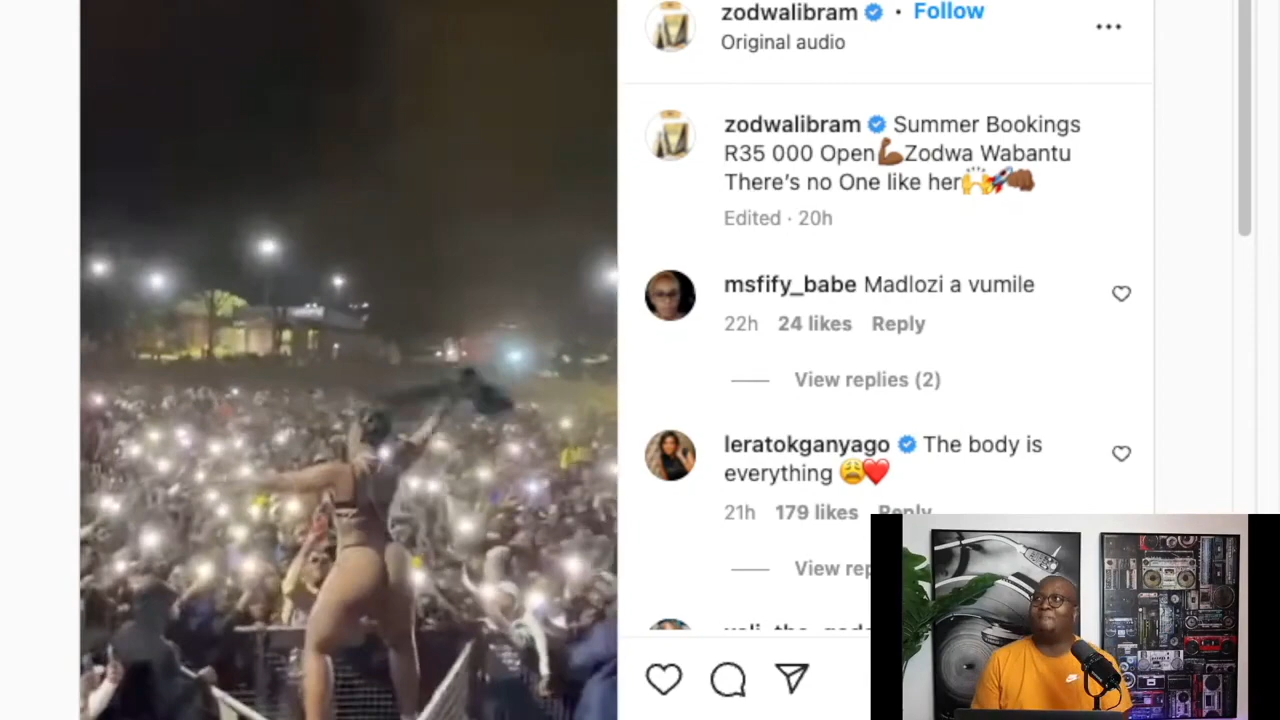 zodwalibram • Follow
Original audio
zodwalibram Summer Bookings
R35 000 Open💪🏾Zodwa Wabantu
There's no One like her🙌🚀👊🏾
Edited · 20h
msfify_babe Madlozi a vumile
22h 24 likes Reply
View replies (2)
leratokganyago The body is
everything 😩❤️
21h 179 likes Reply
View